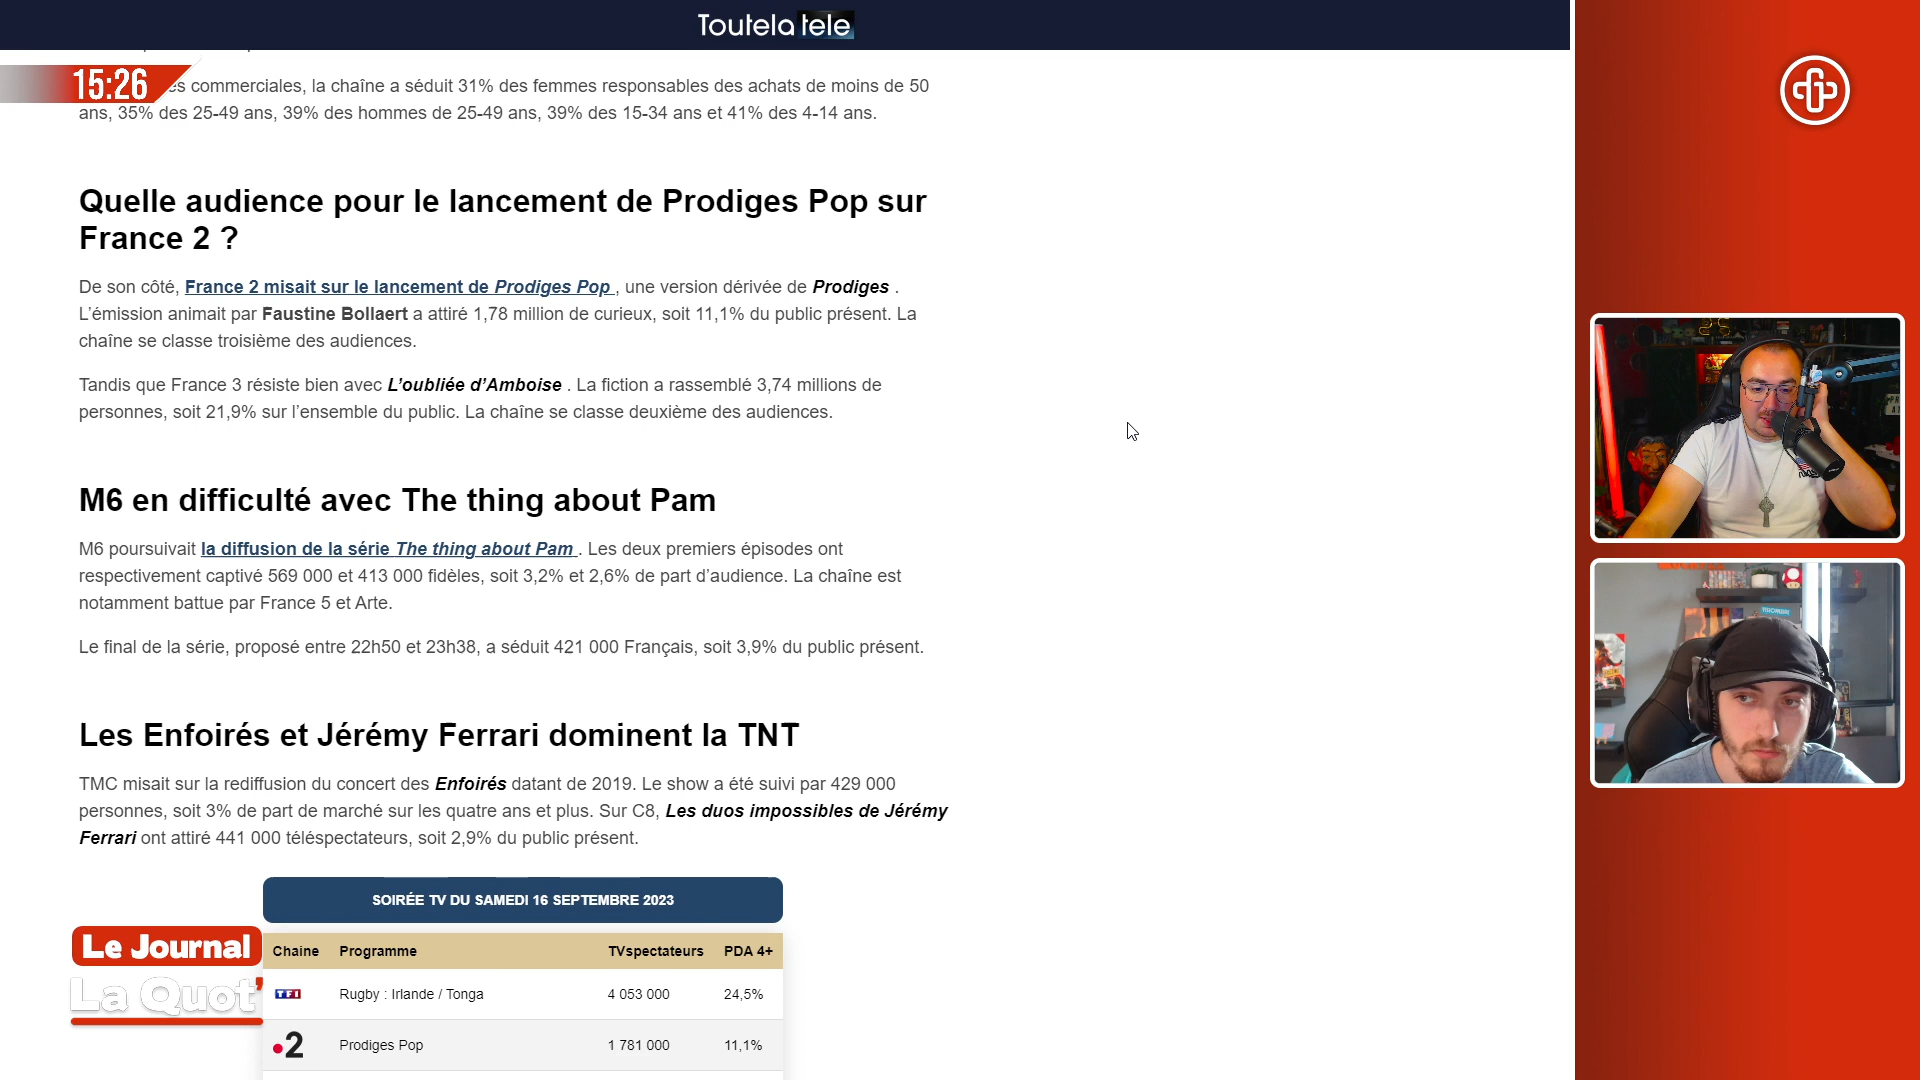 Toutela tele
15:26
es commerciales, la chaîne a séduit 31% des femmes responsables des achats de moins de 50
ans, 35% des 25-49 ans, 39% des hommes de 25-49 ans, 39% des 15-34 ans et 41% des 4-14 ans.
Quelle audience pour le lancement de Prodiges Pop sur
France 2 ?
De son côté, France 2 misait sur le lancement de Prodiges Pop , une version dérivée de Prodiges .
L’émission animait par Faustine Bollaert a attiré 1,78 million de curieux, soit 11,1% du public présent. La
chaîne se classe troisième des audiences.
Tandis que France 3 résiste bien avec L’oubliée d’Amboise . La fiction a rassemblé 3,74 millions de
personnes, soit 21,9% sur l’ensemble du public. La chaîne se classe deuxième des audiences.
M6 en difficulté avec The thing about Pam
M6 poursuivait la diffusion de la série The thing about Pam . Les deux premiers épisodes ont
respectivement captivé 569 000 et 413 000 fidèles, soit 3,2% et 2,6% de part d’audience. La chaîne est
notamment battue par France 5 et Arte.
Le final de la série, proposé entre 22h50 et 23h38, a séduit 421 000 Français, soit 3,9% du public présent.
Les Enfoirés et Jérémy Ferrari dominent la TNT
TMC misait sur la rediffusion du concert des Enfoirés datant de 2019. Le show a été suivi par 429 000
personnes, soit 3% de part de marché sur les quatre ans et plus. Sur C8, Les duos impossibles de Jérémy
Ferrari ont attiré 441 000 téléspectateurs, soit 2,9% du public présent.
SOIRÉE TV DU SAMEDI 16 SEPTEMBRE 2023
Chaine Programme TVspectateurs PDA 4+
TF1 Rugby : Irlande / Tonga 4 053 000 24,5%
2 Prodiges Pop 1 781 000 11,1%
Le Journal
La Quot'